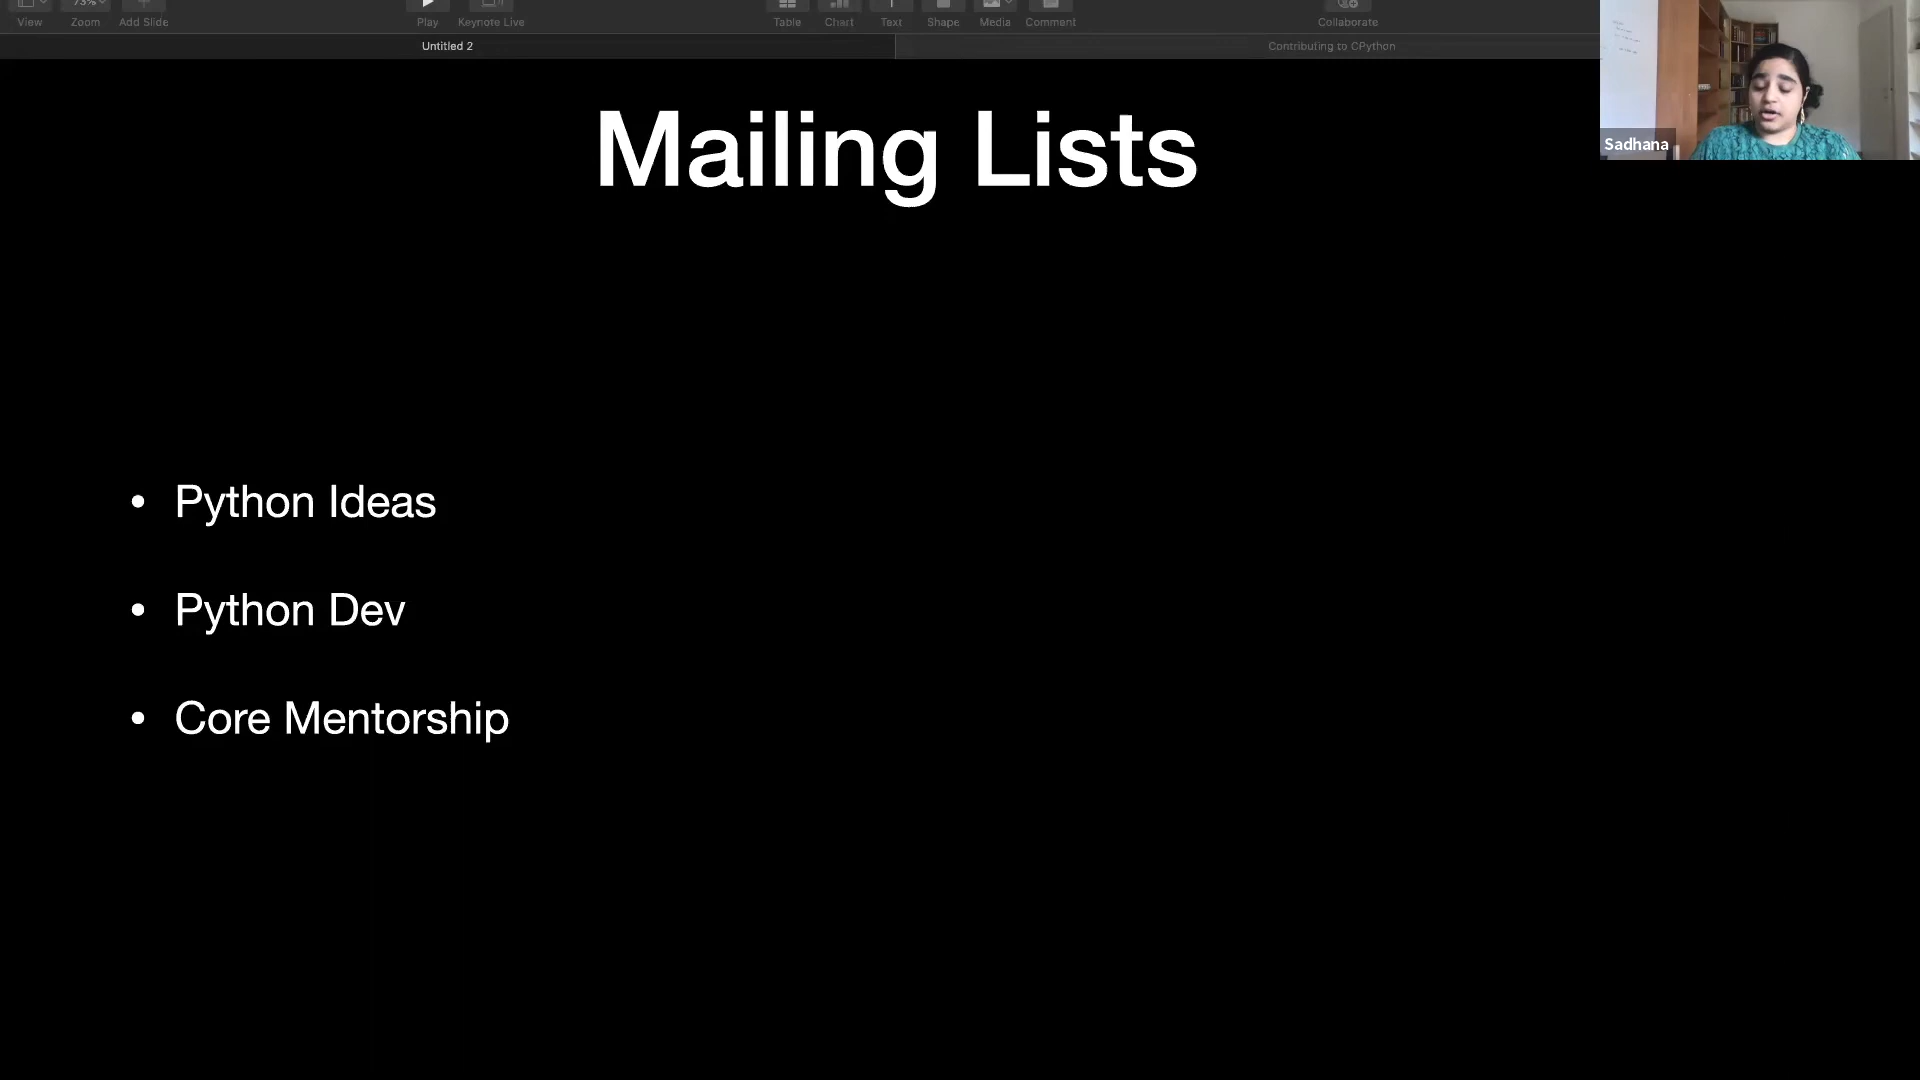 View
73%
Zoom
Add Slide
Play
Keynote Live
Table
Chart
Text
Shape
Media
Comment
Collaborate
Untitled 2
Contributing to CPython
Sadhana
Mailing Lists
• Python Ideas
• Python Dev
• Core Mentorship